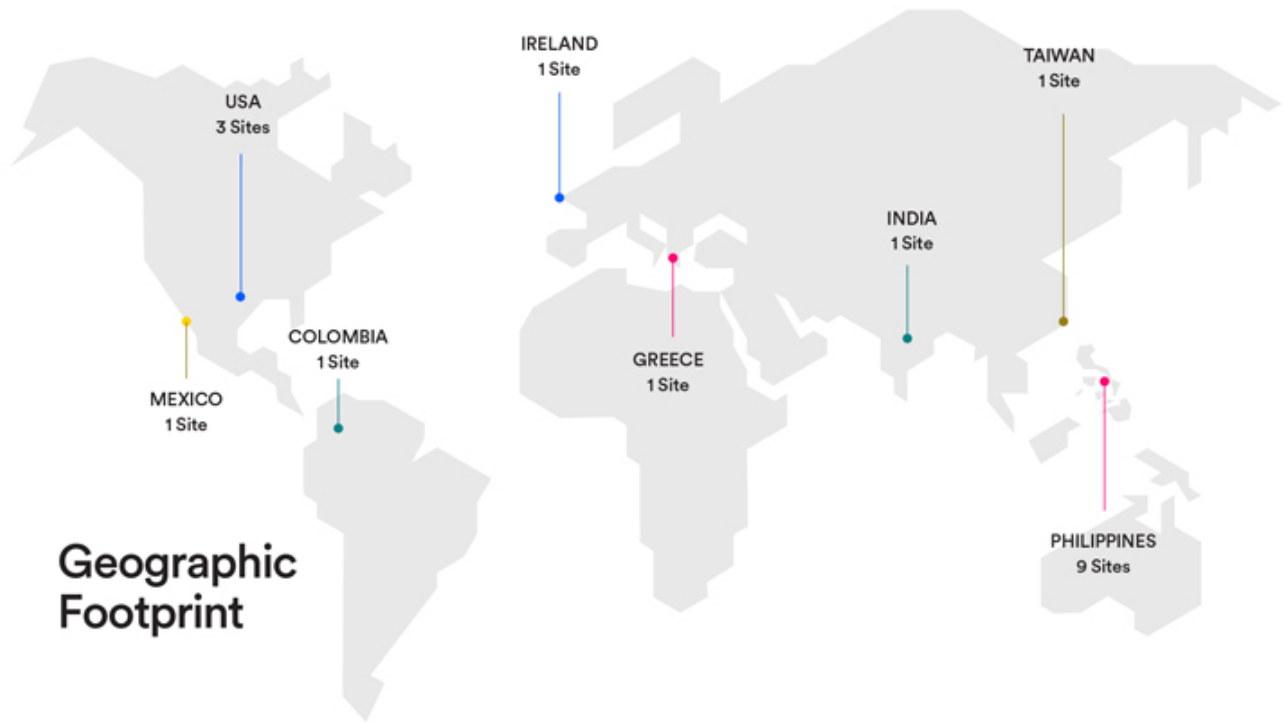 IRELAND
1 Site
TAIWAN
1 Site
USA
3 Sites
INDIA
1 Site
COLOMBIA
1 Site
GREECE
1 Site
MEXICO
1 Site
PHILIPPINES
9 Sites
Geographic
Footprint